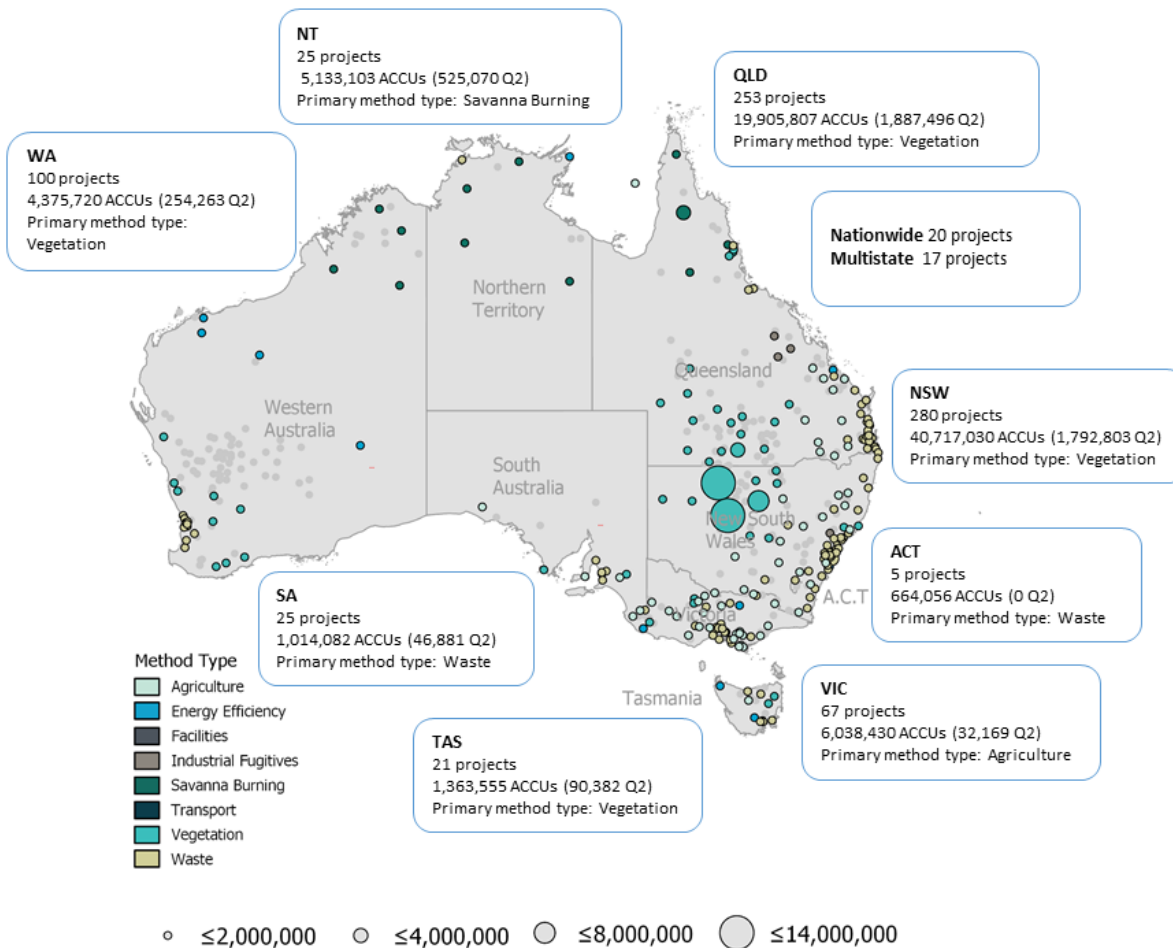 NT
25 projects
5,133,103 ACCUs (525,070 Q2)
Primary method type: Savanna Burning
QLD
253 projects
19,905,807 ACCUs (1,887,496 Q2)
Primary method type: Vegetation
WA
100 projects
4,375,720 ACCUs (254,263 Q2)
Primary method type:
Vegetation
Nationwide 20 projects
Multistate 17 projects
Northern
Territory
Queensland
Western
Australia
South
Australia
New South
Wales
Victoria
A.C.T
Tasmania
NSW
280 projects
40,717,030 ACCUs (1,792,803 Q2)
Primary method type: Vegetation
ACT
5 projects
664,056 ACCUs (0 Q2)
Primary method type: Waste
SA
25 projects
1,014,082 ACCUs (46,881 Q2)
Primary method type: Waste
VIC
67 projects
6,038,430 ACCUs (32,169 Q2)
Primary method type: Agriculture
TAS
21 projects
1,363,555 ACCUs (90,382 Q2)
Primary method type: Vegetation
Method Type
Agriculture
Energy Efficiency
Facilities
Industrial Fugitives
Savanna Burning
Transport
Vegetation
Waste
≤2,000,000
≤4,000,000
≤8,000,000
≤14,000,000